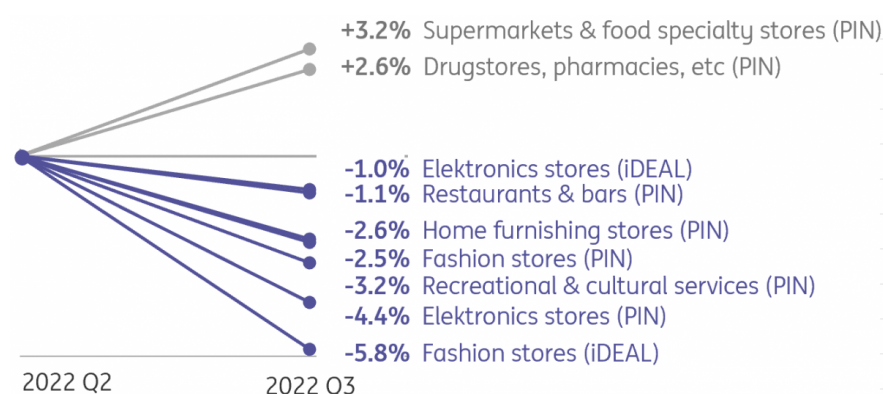 +3.2% Supermarkets & food specialty stores (PIN)
+2.6% Drugstores, pharmacies, etc (PIN)
-1.0% Elektronics stores (iDEAL)
-1.1% Restaurants & bars (PIN)
-2.6% Home furnishing stores (PIN)
-2.5% Fashion stores (PIN)
-3.2% Recreational & cultural services (PIN)
-4.4% Elektronics stores (PIN)
-5.8% Fashion stores (iDEAL)
2022 Q2
2022 Q3